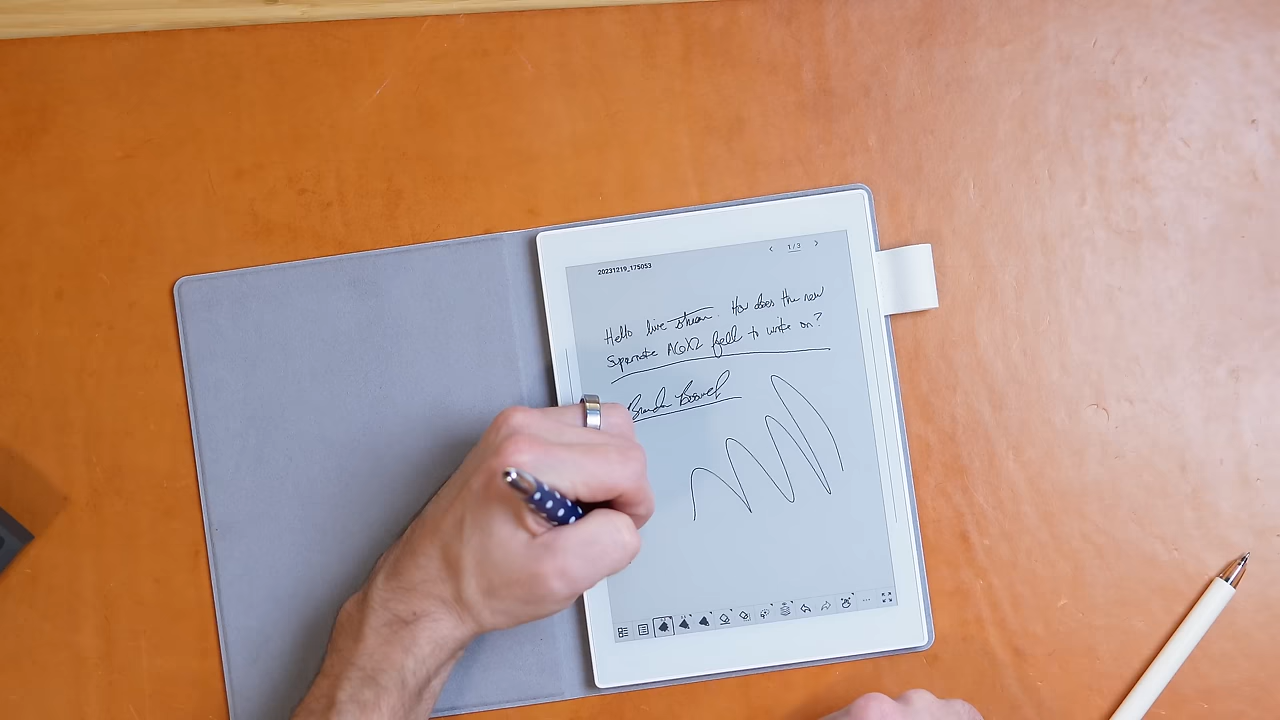 20231219_175053
1/3
Hello live stream. How does the new
Supernote A6X2 feel to write on?